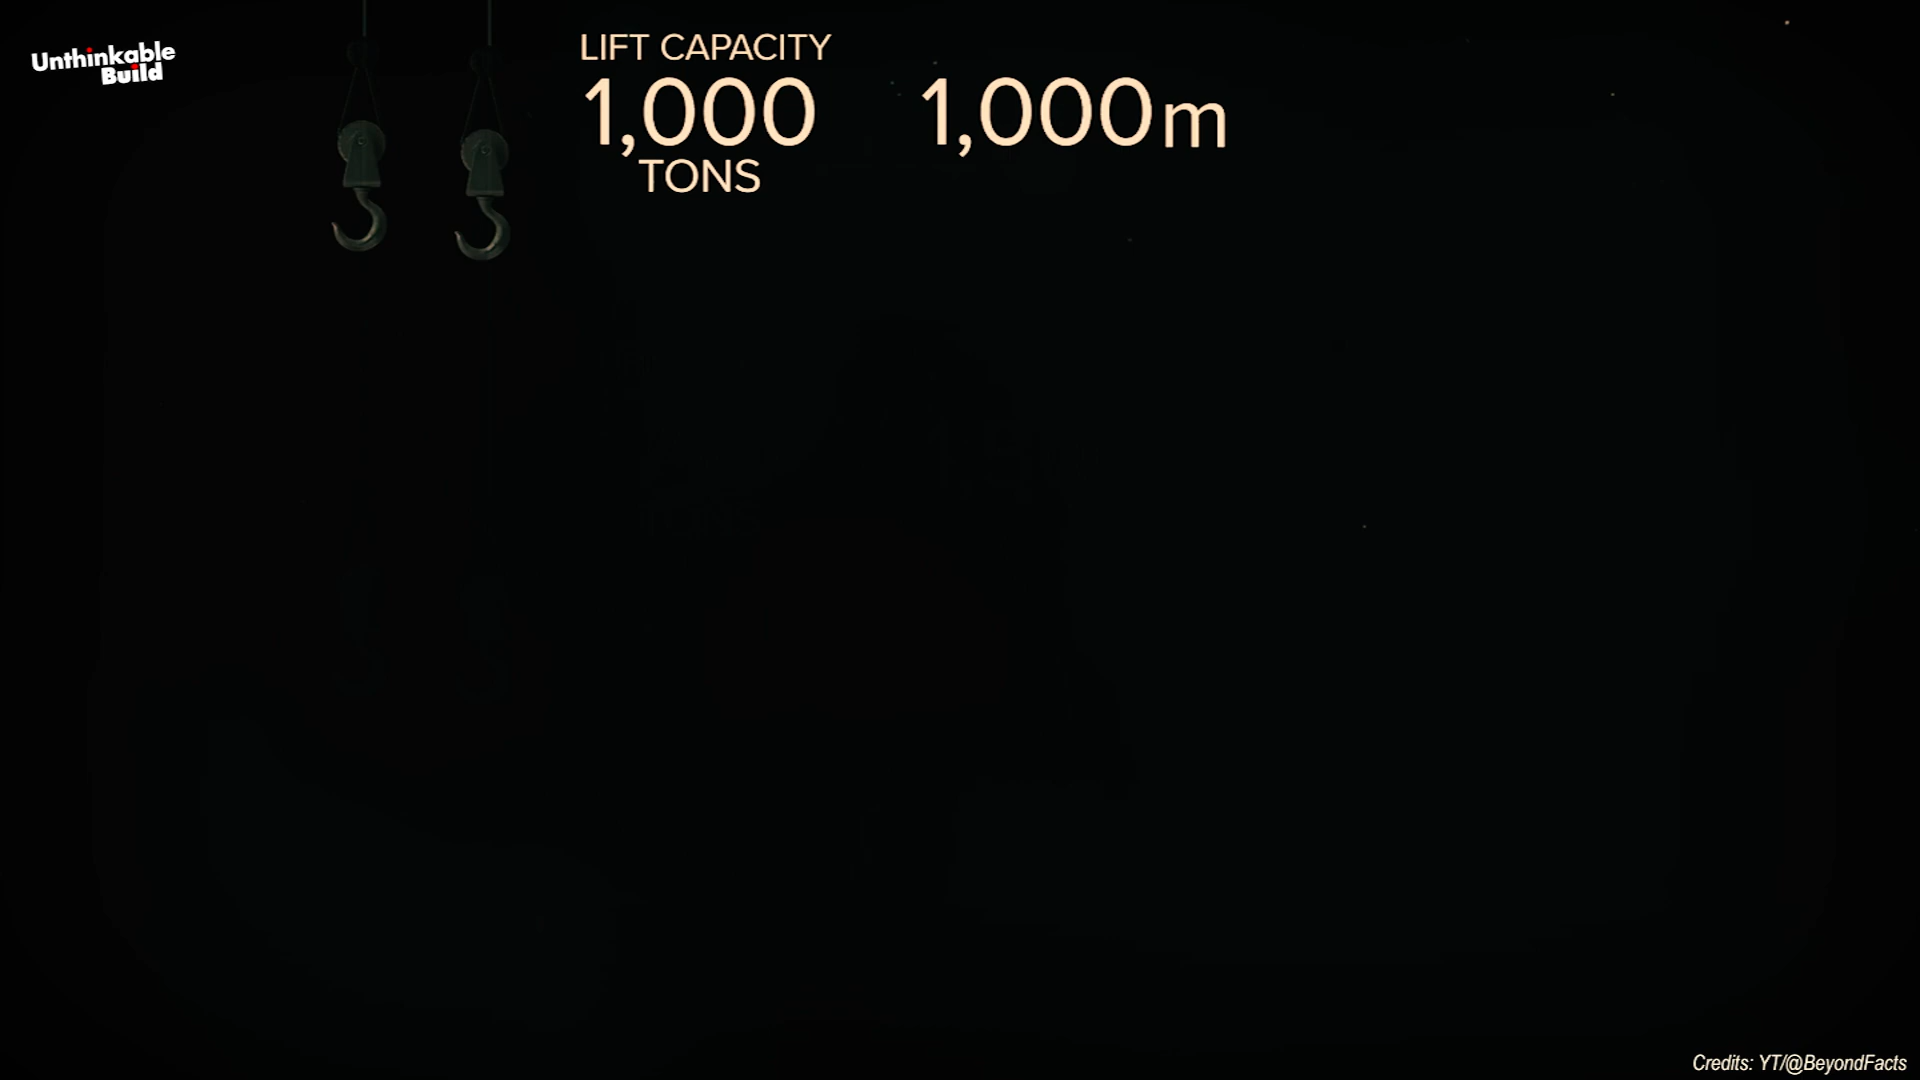 Unthinkable
Build
LIFT CAPACITY
1,000 1,000m
TONS
Credits: YT/@BeyondFacts